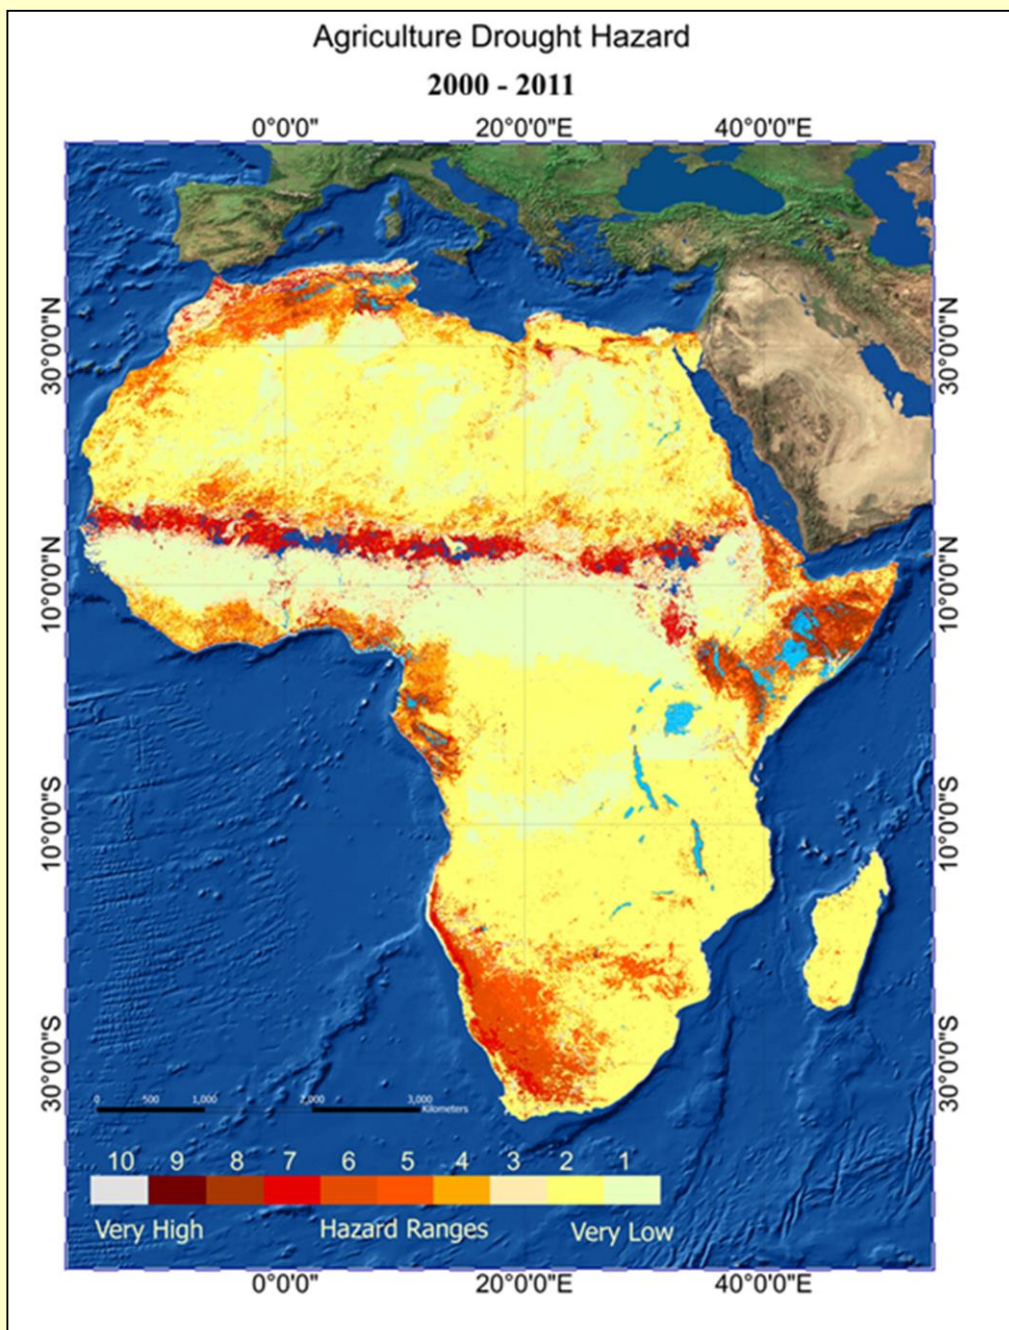 Agriculture Drought Hazard
2000 - 2011
0°0'0" 20°0'0"E 40°0'0"E
30°0'0"N 30°0'0"N
10°0'0"N 10°0'0"N
10°0'0"S 10°0'0"S
30°0'0"S 30°0'0"S
0 500 1,000 2,000 3,000
Kilometers
10 9 8 7 6 5 4 3 2 1
Very High Hazard Ranges Very Low
0°0'0" 20°0'0"E 40°0'0"E